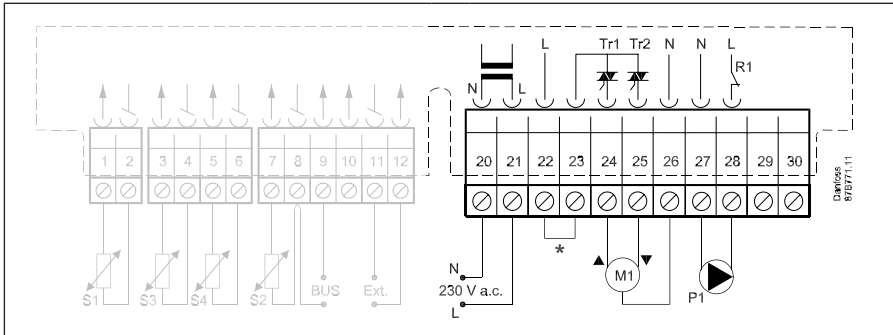 L Tr1 Tr2 N N L
R1
N L
1 2 3 4 5 6 7 8 9 10 11 12 20 21 22 23 24 25 26 27 28 29 30
Danfoss
87B771.11
*
N
230 V a.c.
L
M1
P1
S1 S3 S4 S2 BUS Ext.